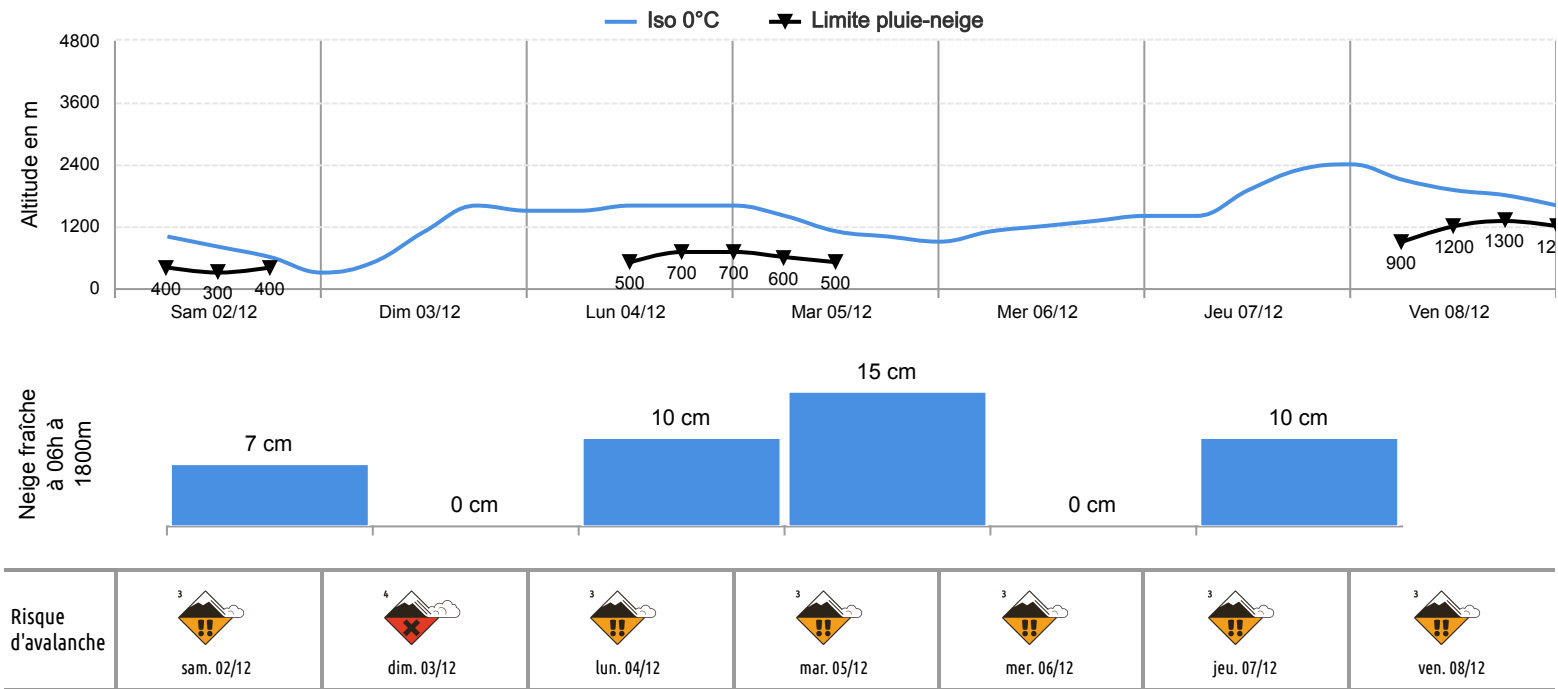 Iso 0°C Limite pluie-neige
Altitude en m
4800
3600
2400
1200
0
400 300 400 500 700 700 600 500 900 1200 1300 12
Sam 02/12 Dim 03/12 Lun 04/12 Mar 05/12 Mer 06/12 Jeu 07/12 Ven 08/12
Neige fraîche
à 06h à
1800m
7 cm 0 cm 10 cm 15 cm 0 cm 10 cm
Risque
d'avalanche
3 4 3 3 3 3 3
sam. 02/12 dim. 03/12 lun. 04/12 mar. 05/12 mer. 06/12 jeu. 07/12 ven. 08/12